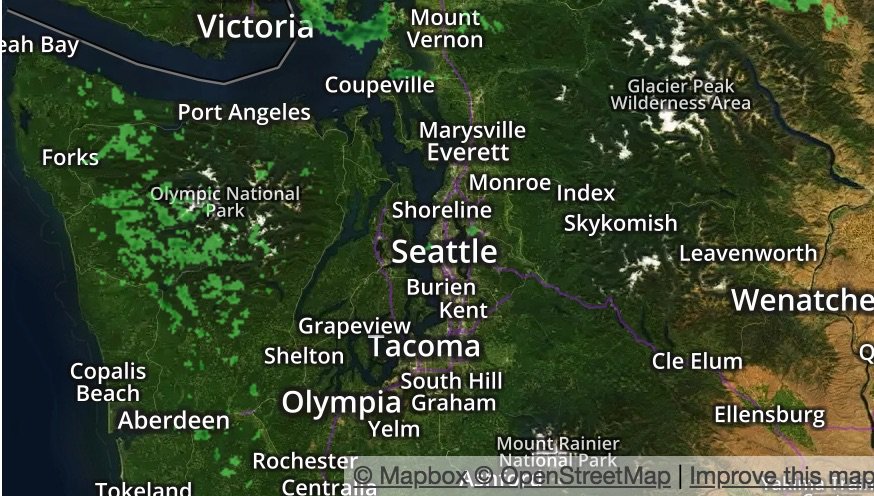 Victoria
Mount
Vernon
eah Bay
Coupeville
Glacier Peak
Wilderness Area
Port Angeles
Marysville
Everett
Forks
Monroe
Index
Olympic National
Park
Shoreline
Skykomish
Seattle
Leavenworth
Burien
Wenatche
Kent
Grapeview
Tacoma
Q
Shelton
Cle Elum
Copalis
Beach
South Hill
Olympia
Graham
Aberdeen
Ellensburg
Yelm
Mount Rainier
National Park
Rochester
© Mapbox © OpenStreetMap | Improve this map
Ashford
Tokeland
Centralia